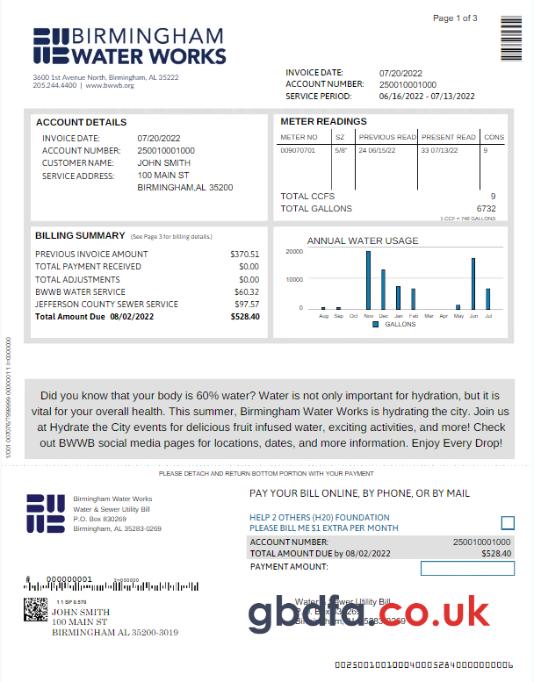 Page 1 of 3
BIRMINGHAM
WATER WORKS
3600 1st Avenue North, Birmingham, AL 35222
205.244.4400 | www.bwwb.org
INVOICE DATE: 07/20/2022
ACCOUNT NUMBER: 250010001000
SERVICE PERIOD: 06/16/2022 - 07/13/2022
ACCOUNT DETAILS
INVOICE DATE: 07/20/2022
ACCOUNT NUMBER: 250010001000
CUSTOMER NAME: JOHN SMITH
SERVICE ADDRESS: 100 MAIN ST
BIRMINGHAM,AL 35200
METER READINGS
METER NO SZ PREVIOUS READ PRESENT READ CONS
009070701 5/8" 24 06/15/22 33 07/13/22 9
TOTAL CCFS 9
TOTAL GALLONS 6732
1 CCF = 748 GALLONS
BILLING SUMMARY (See Page 3 for billing details.)
PREVIOUS INVOICE AMOUNT $370.51
TOTAL PAYMENT RECEIVED $0.00
TOTAL ADJUSTMENTS $0.00
BWWB WATER SERVICE $60.32
JEFFERSON COUNTY SEWER SERVICE $97.57
Total Amount Due 08/02/2022 $528.40
ANNUAL WATER USAGE
20000
10000
0
Aug Sep Oct Nov Dec Jan Feb Mar Apr May Jun Jul
GALLONS
Did you know that your body is 60% water? Water is not only important for hydration, but it is
vital for your overall health. This summer, Birmingham Water Works is hydrating the city. Join us
at Hydrate the City events for delicious fruit infused water, exciting activities, and more! Check
out BWWB social media pages for locations, dates, and more information. Enjoy Every Drop!
PLEASE DETACH AND RETURN BOTTOM PORTION WITH YOUR PAYMENT
Birmingham Water Works
Water & Sewer Utility Bill
P.O. Box 830269
Birmingham, AL 35283-0269
PAY YOUR BILL ONLINE, BY PHONE, OR BY MAIL
HELP 2 OTHERS (H20) FOUNDATION
PLEASE BILL ME $1 EXTRA PER MONTH
ACCOUNT NUMBER: 250010001000
TOTAL AMOUNT DUE by 08/02/2022 $528.40
PAYMENT AMOUNT:
# 000000001
JOHN SMITH
100 MAIN ST
BIRMINGHAM AL 35200-3019
Water & Sewer Utility Bill
gbdfa.co.uk